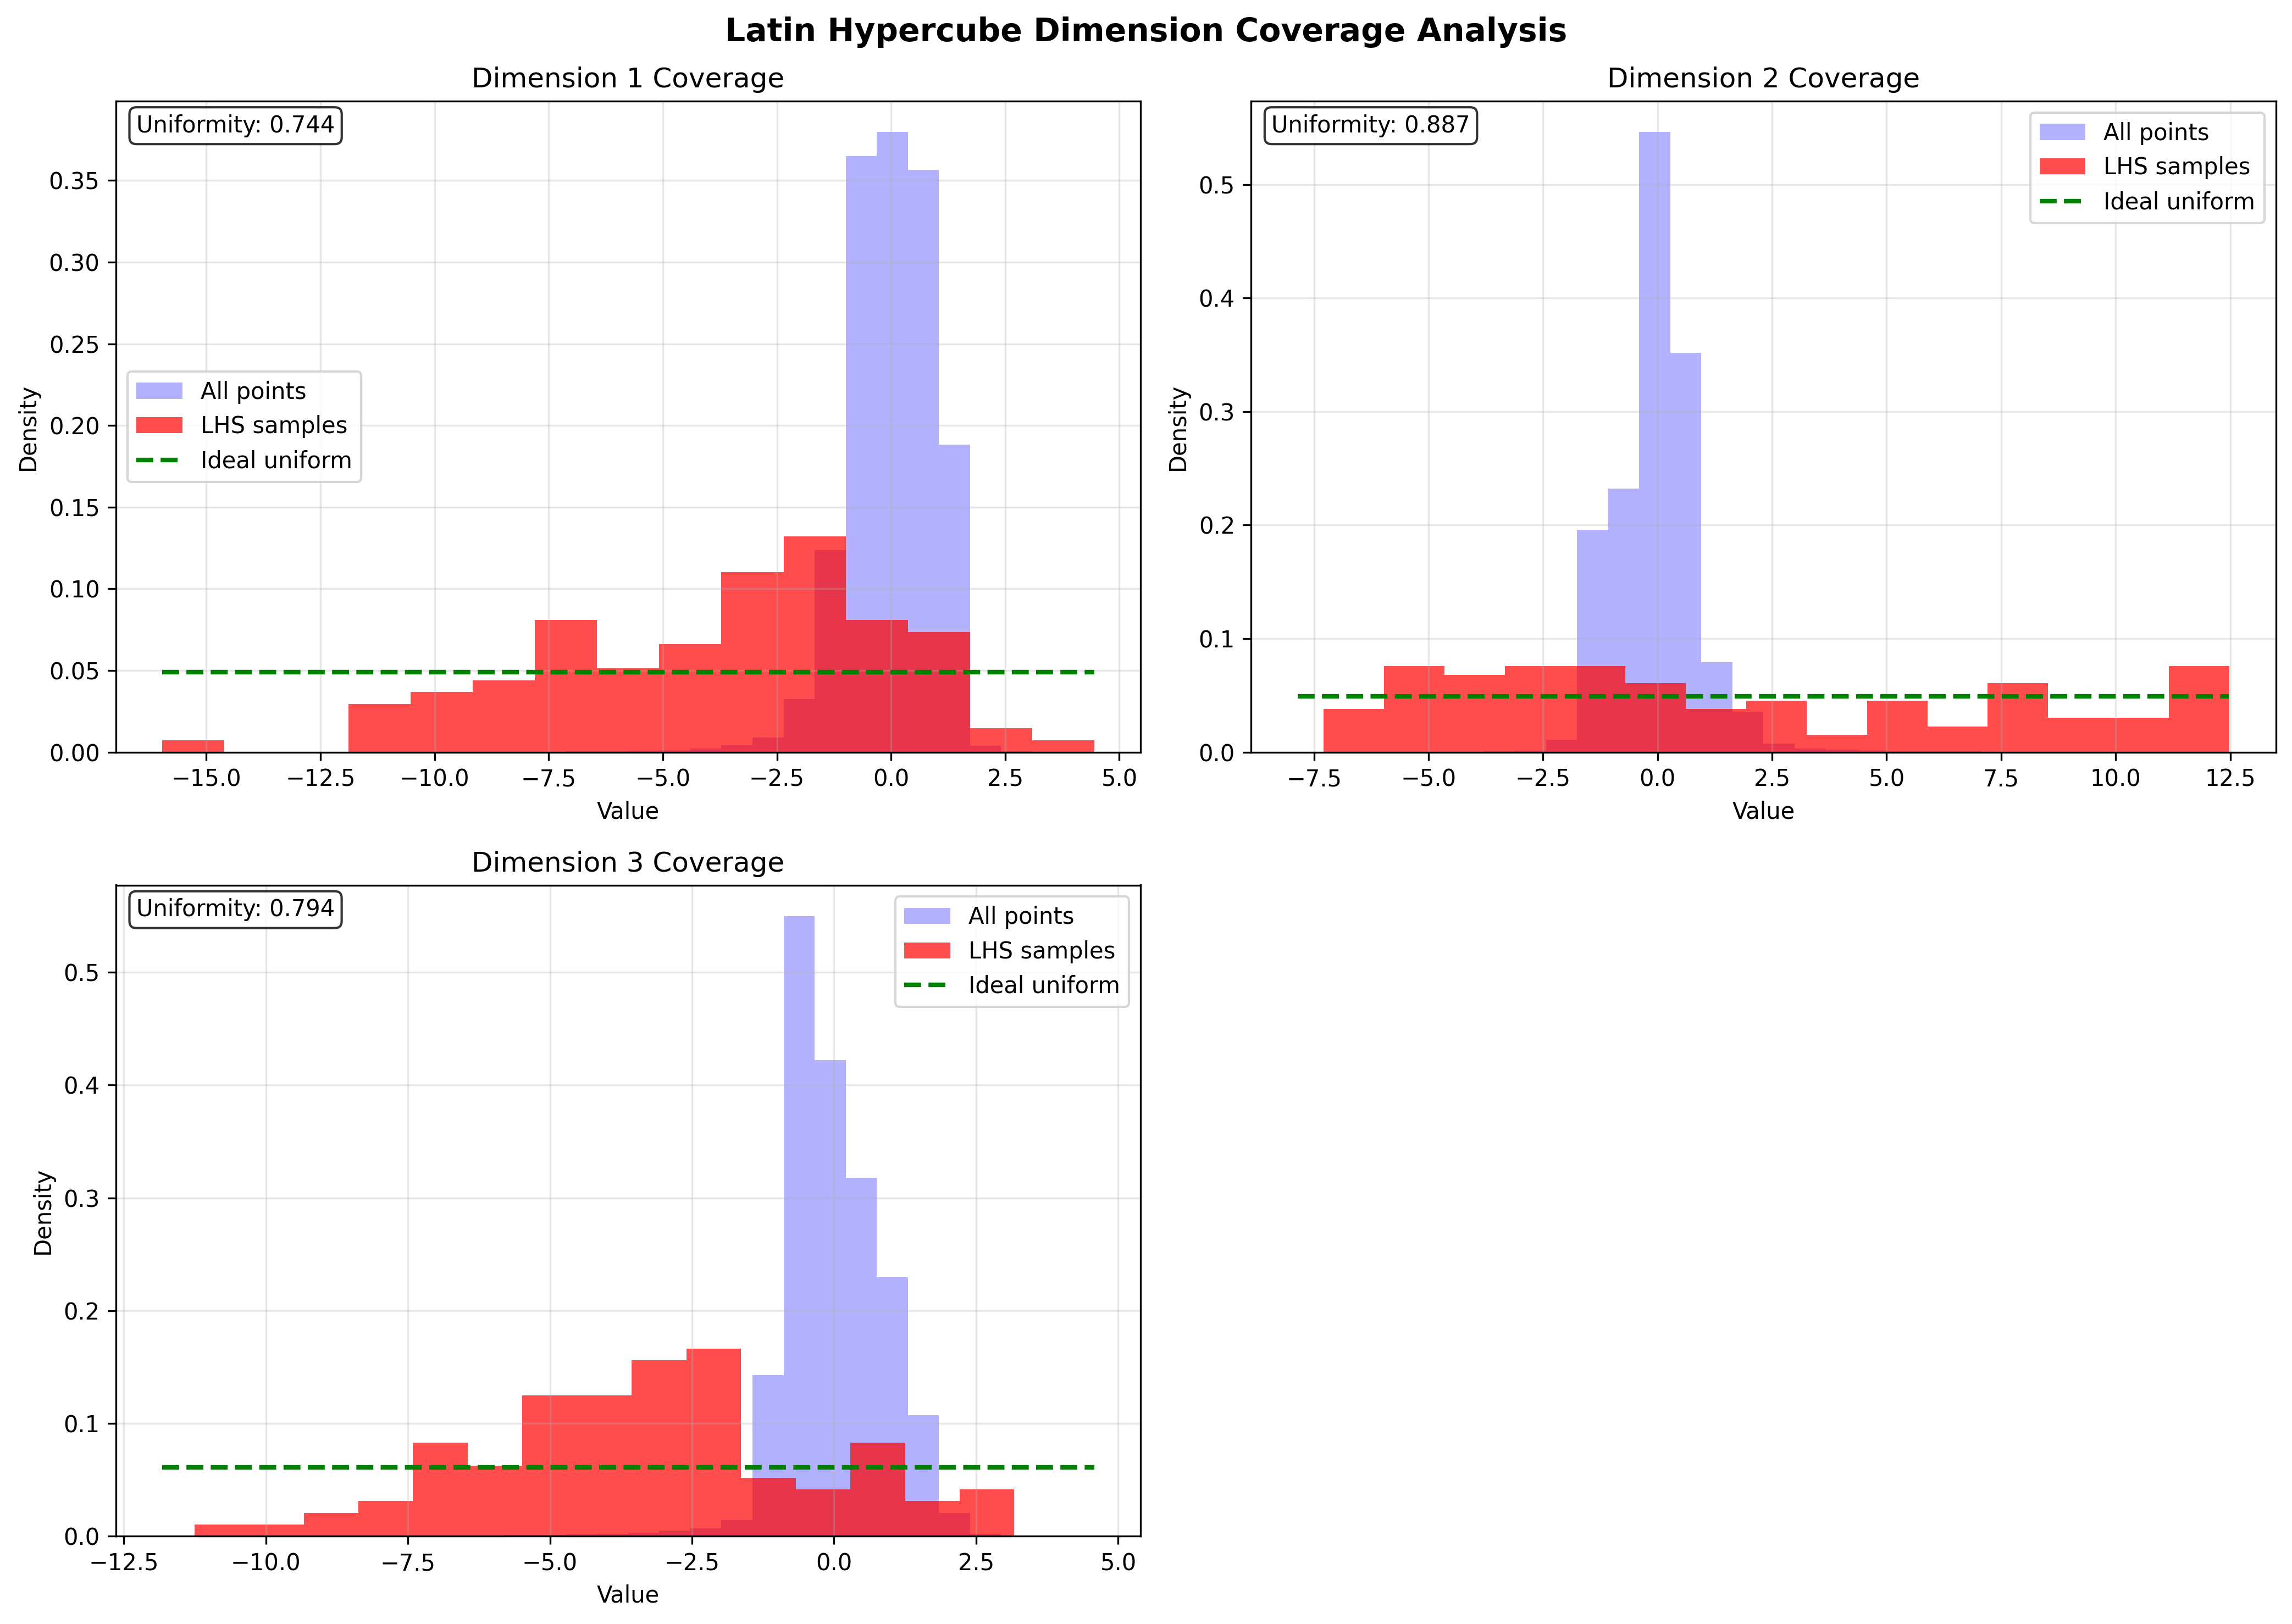 Latin Hypercube Dimension Coverage Analysis
Dimension 1 Coverage
Uniformity: 0.744
All points
LHS samples
Ideal uniform
Density
0.35
0.30
0.25
0.20
0.15
0.10
0.05
0.00
−15.0 −12.5 −10.0 −7.5 −5.0 −2.5 0.0 2.5 5.0
Value
Dimension 2 Coverage
Uniformity: 0.887
All points
LHS samples
Ideal uniform
Density
0.5
0.4
0.3
0.2
0.1
0.0
−7.5 −5.0 −2.5 0.0 2.5 5.0 7.5 10.0 12.5
Value
Dimension 3 Coverage
Uniformity: 0.794
All points
LHS samples
Ideal uniform
Density
0.5
0.4
0.3
0.2
0.1
0.0
−12.5 −10.0 −7.5 −5.0 −2.5 0.0 2.5 5.0
Value